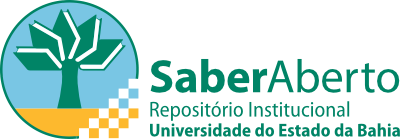 SaberAberto
Repositório Institucional
Universidade do Estado da Bahia